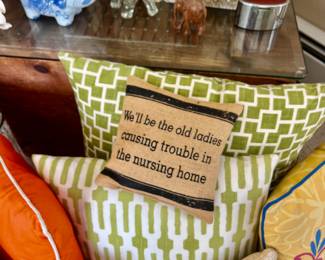 We'll be the old ladies
causing trouble in
the nursing home